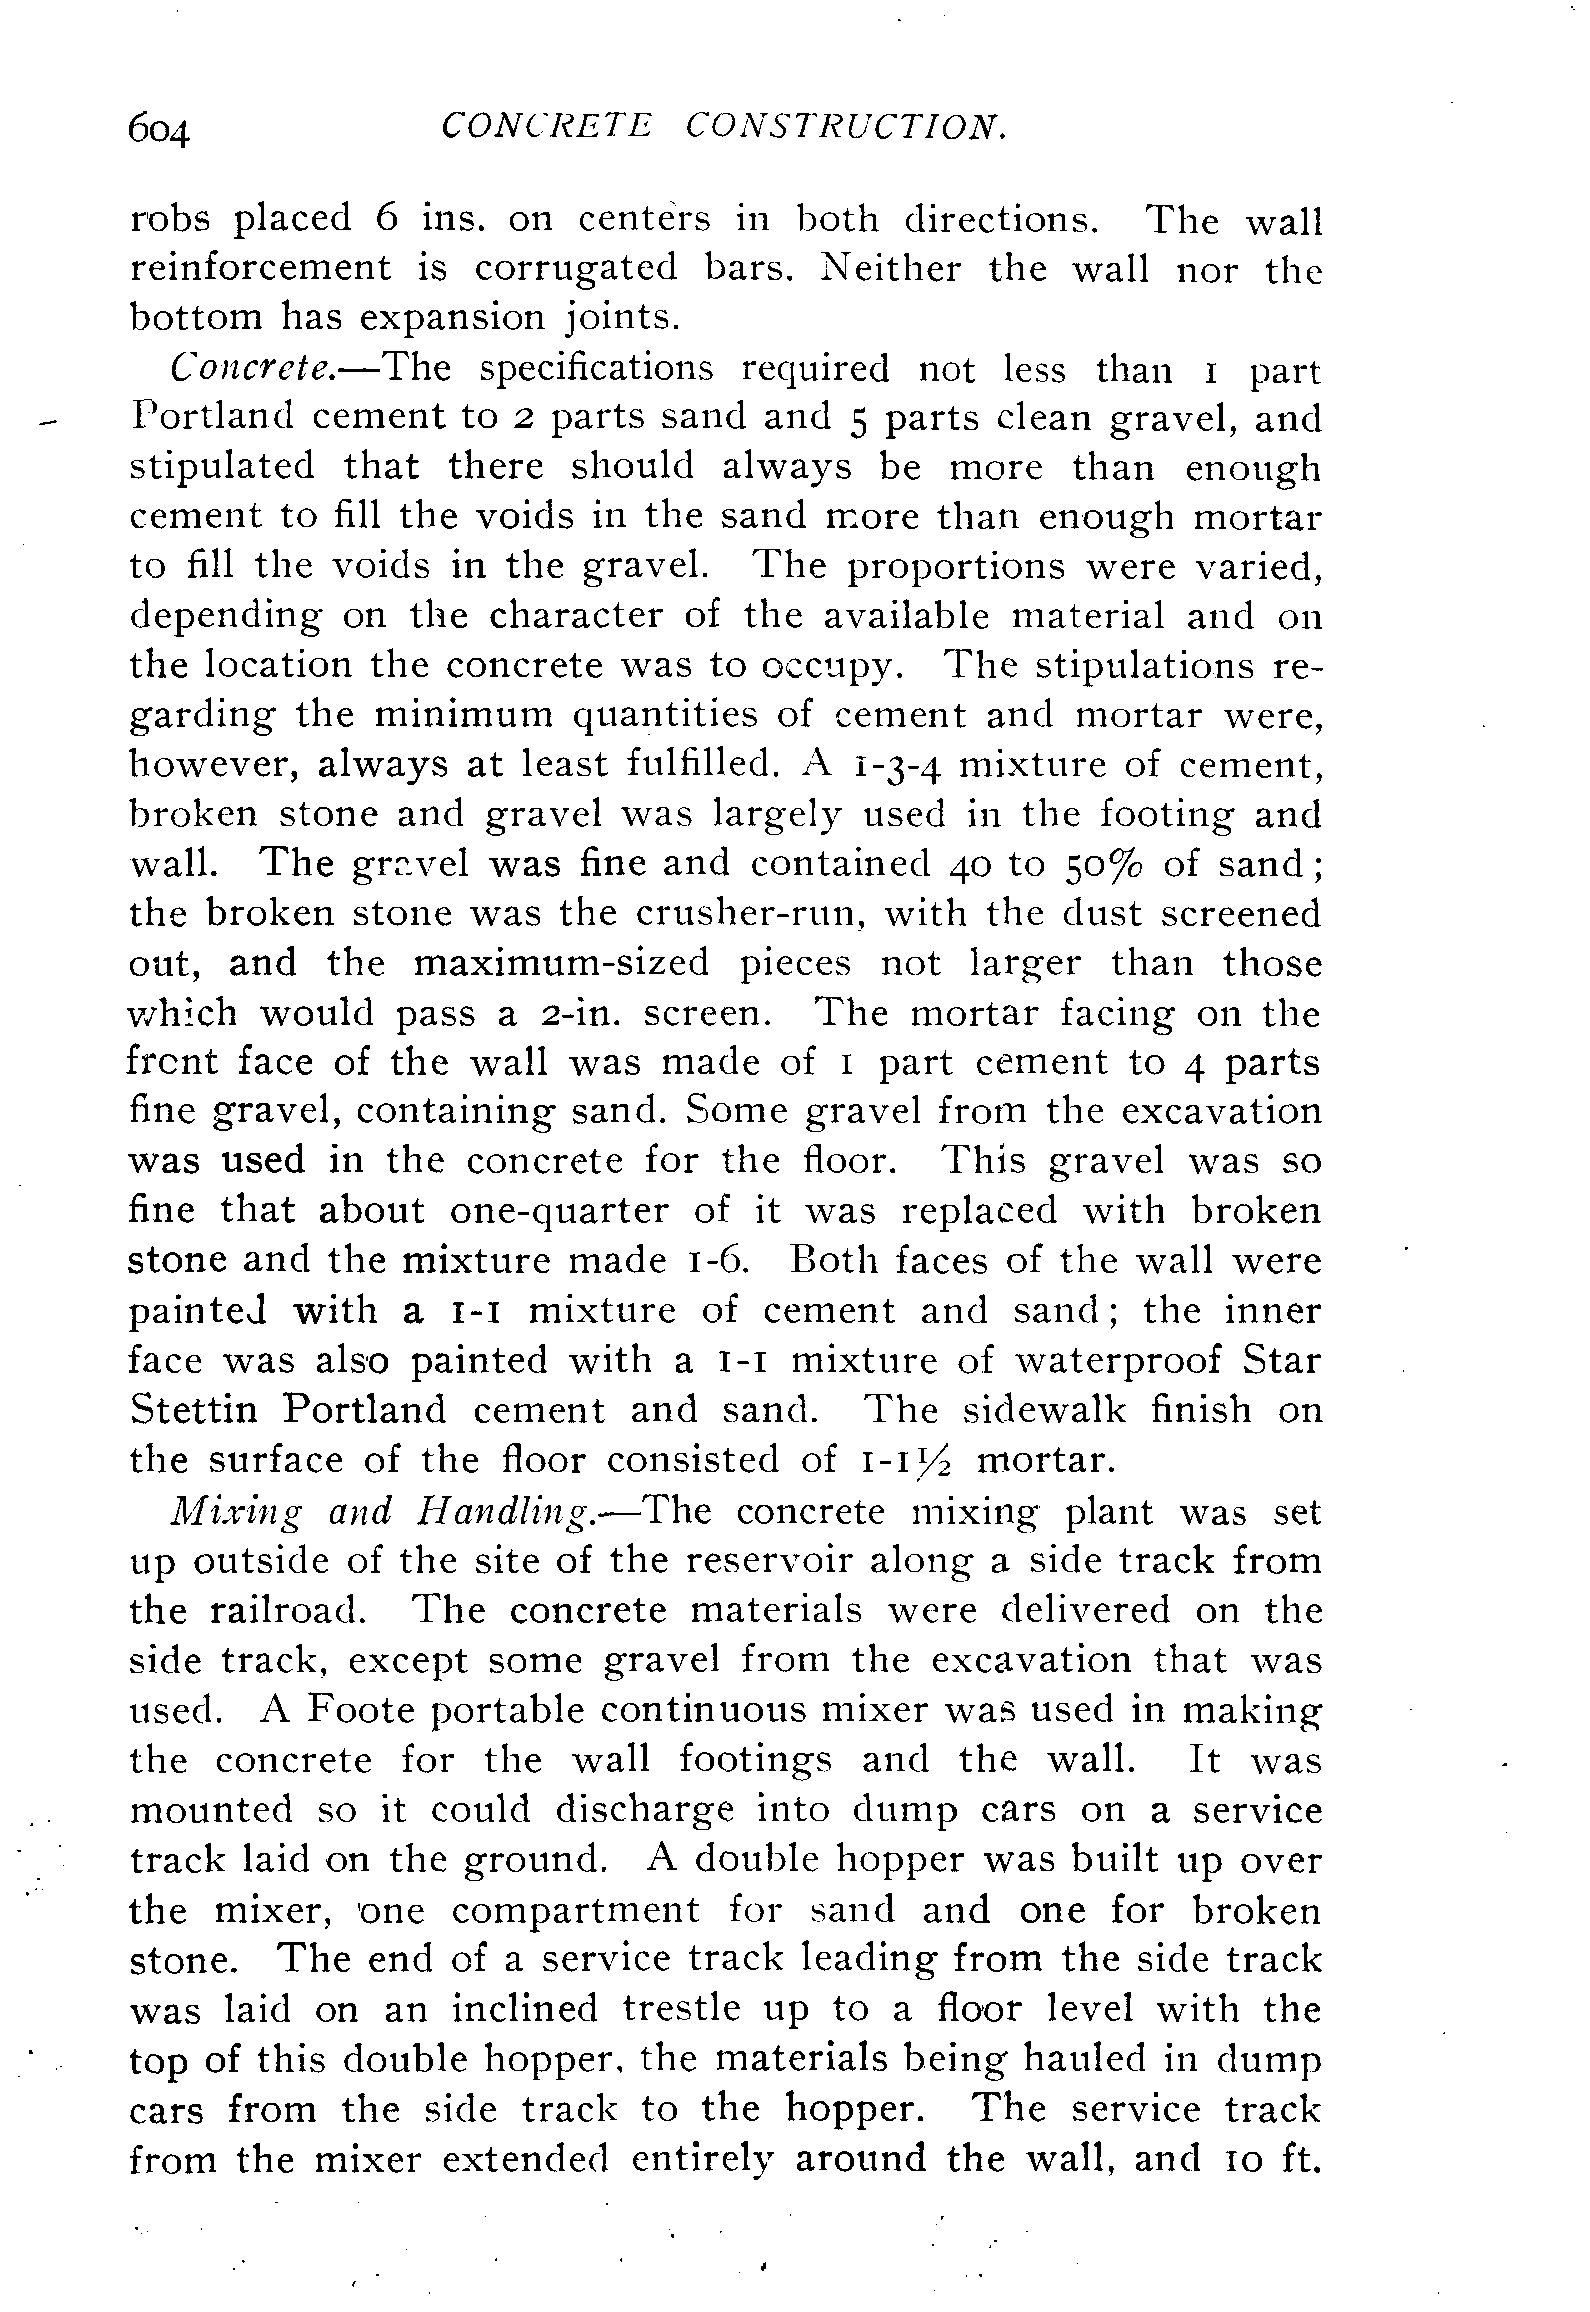 604 CONCRETE CONSTRUCTION.
robs placed 6 ins. on centers in both directions. The wall
reinforcement is corrugated bars. Neither the wall nor the
bottom has expansion joints.
Concrete.—The specifications required not less than 1 part
Portland cement to 2 parts sand and 5 parts clean gravel, and
stipulated that there should always be more than enough
cement to fill the voids in the sand more than enough mortar
to fill the voids in the gravel. The proportions were varied,
depending on the character of the available material and on
the location the concrete was to occupy. The stipulations re-
garding the minimum quantities of cement and mortar were,
however, always at least fulfilled. A 1-3-4 mixture of cement,
broken stone and gravel was largely used in the footing and
wall. The gravel was fine and contained 40 to 50% of sand;
the broken stone was the crusher-run, with the dust screened
out, and the maximum-sized pieces not larger than those
which would pass a 2-in. screen. The mortar facing on the
front face of the wall was made of 1 part cement to 4 parts
fine gravel, containing sand. Some gravel from the excavation
was used in the concrete for the floor. This gravel was so
fine that about one-quarter of it was replaced with broken
stone and the mixture made 1-6. Both faces of the wall were
painted with a 1-1 mixture of cement and sand; the inner
face was also painted with a 1-1 mixture of waterproof Star
Stettin Portland cement and sand. The sidewalk finish on
the surface of the floor consisted of 1-1½ mortar.
Mixing and Handling.—The concrete mixing plant was set
up outside of the site of the reservoir along a side track from
the railroad. The concrete materials were delivered on the
side track, except some gravel from the excavation that was
used. A Foote portable continuous mixer was used in making
the concrete for the wall footings and the wall. It was
mounted so it could discharge into dump cars on a service
track laid on the ground. A double hopper was built up over
the mixer, one compartment for sand and one for broken
stone. The end of a service track leading from the side track
was laid on an inclined trestle up to a floor level with the
top of this double hopper, the materials being hauled in dump
cars from the side track to the hopper. The service track
from the mixer extended entirely around the wall, and 10 ft.